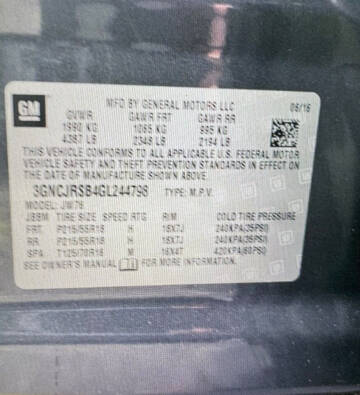 GM
MFD BY GENERAL MOTORS LLC 06/16
GVWR GAWR FRT GAWR RR
1990 KG 1065 KG 995 KG
4387 LB 2348 LB 2194 LB
THIS VEHICLE CONFORMS TO ALL APPLICABLE U.S. FEDERAL MOTOR
VEHICLE SAFETY AND THEFT PREVENTION STANDARDS IN EFFECT ON
THE DATE OF MANUFACTURE SHOWN ABOVE.
3GNCJRSB4GL244798 TYPE: M.P.V.
MODEL: JW76
JBBM TIRE SIZE SPEED RTG RIM COLD TIRE PRESSURE
FRT P215/55R18 H 18X7J 240KPA(35PSI)
RR P215/55R18 H 18X7J 240KPA(35PSI)
SPA T125/70R16 M 16X4T 420KPA(60PSI)
SEE OWNER'S MANUAL FOR MORE INFORMATION.